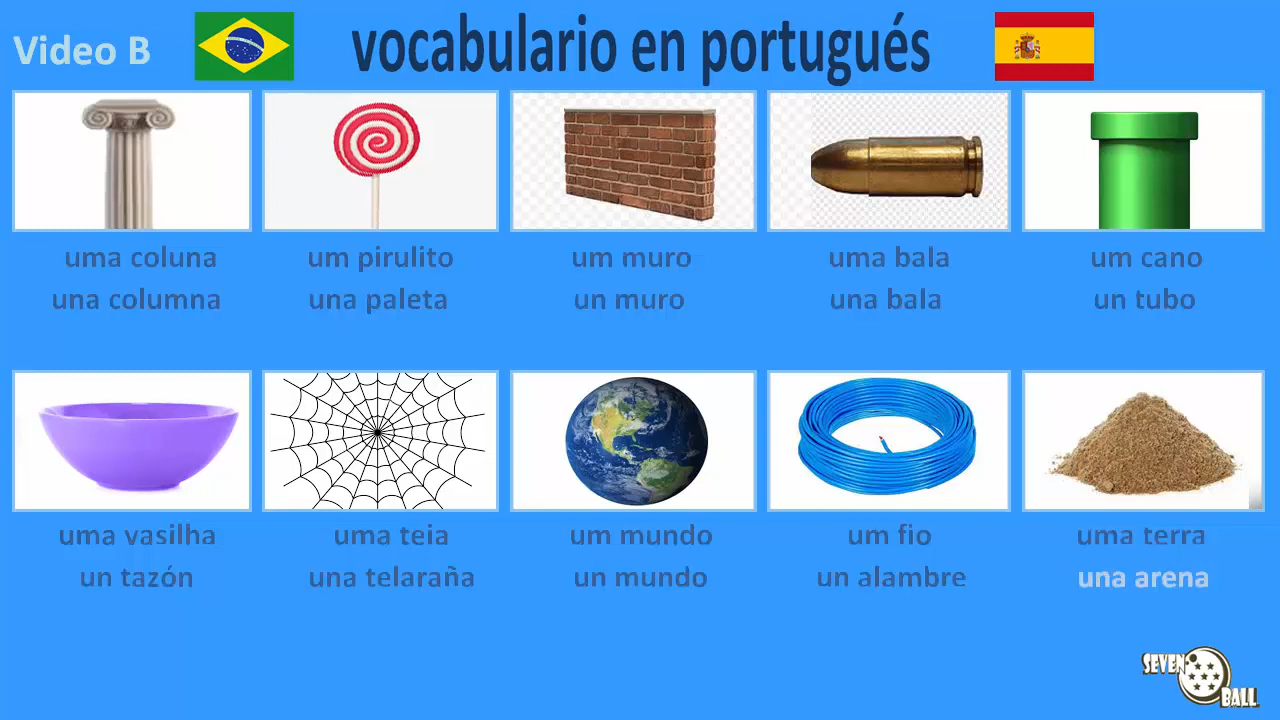 Video B
vocabulario en portugués
uma coluna
una columna
um pirulito
una paleta
um muro
un muro
uma bala
una bala
um cano
un tubo
uma vasilha
un tazón
uma teia
una telaraña
um mundo
un mundo
um fio
un alambre
uma terra
una arena
SEVEN
BALL